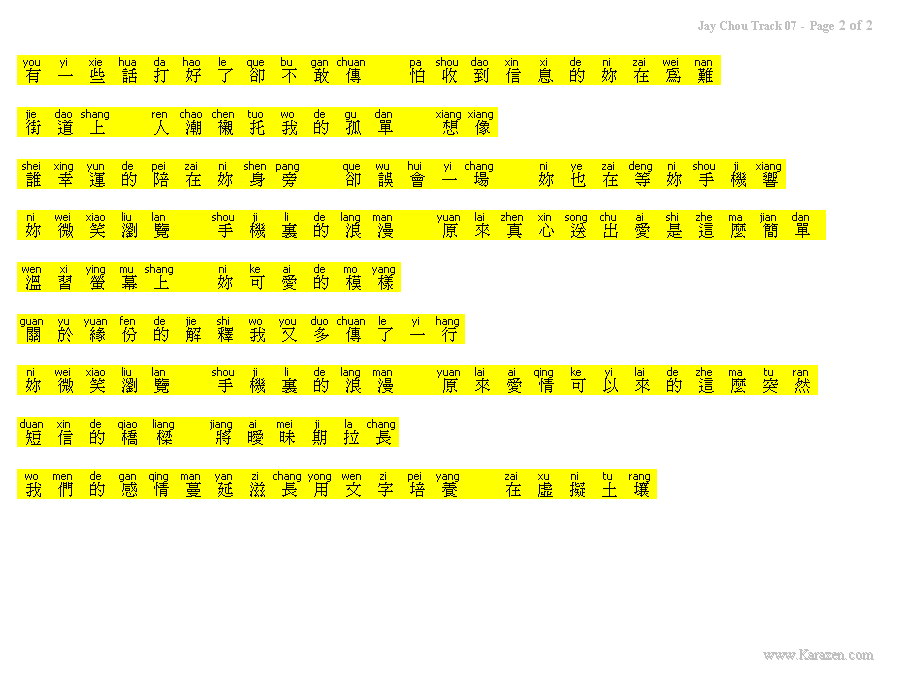 Jay Chou Track 07 - Page 2 of 2
you yi xie hua da hao le que bu gan chuan pa shou dao xin xi de ni zai wei nan
有一些話打好了卻不敢傳 怕收到信息的妳在為難
jie dao shang ren chao chen tuo wo de gu dan xiang xiang
街道上 人潮襯托我的孤單 想像
shei xing yun de pei zai ni shen pang que wu hui yi chang ni ye zai deng ni shou ji xiang
誰幸運的陪在妳身旁 卻誤會一場 妳也在等妳手機響
ni wei xiao liu lan shou ji li de lang man yuan lai zhen xin song chu ai shi zhe ma jian dan
妳微笑瀏覽 手機裏的浪漫 原來真心送出愛是這麼簡單
wen xi ying mu shang ni ke ai de mo yang
溫習螢幕上 妳可愛的模樣
guan yu yuan fen de jie shi wo you duo chuan le yi hang
關於緣份的解釋我又多傳了一行
ni wei xiao liu lan shou ji li de lang man yuan lai ai qing ke yi lai de zhe ma tu ran
妳微笑瀏覽 手機裏的浪漫 原來愛情可以來的這麼突然
duan xin de qiao liang jiang ai mei ji la chang
短信的橋樑 將曖昧期拉長
wo men de gan qing man yan zi chang yong wen zi pei yang zai xu ni tu rang
我們的感情蔓延滋長用文字培養 在虛擬土壤
www.Karazen.com